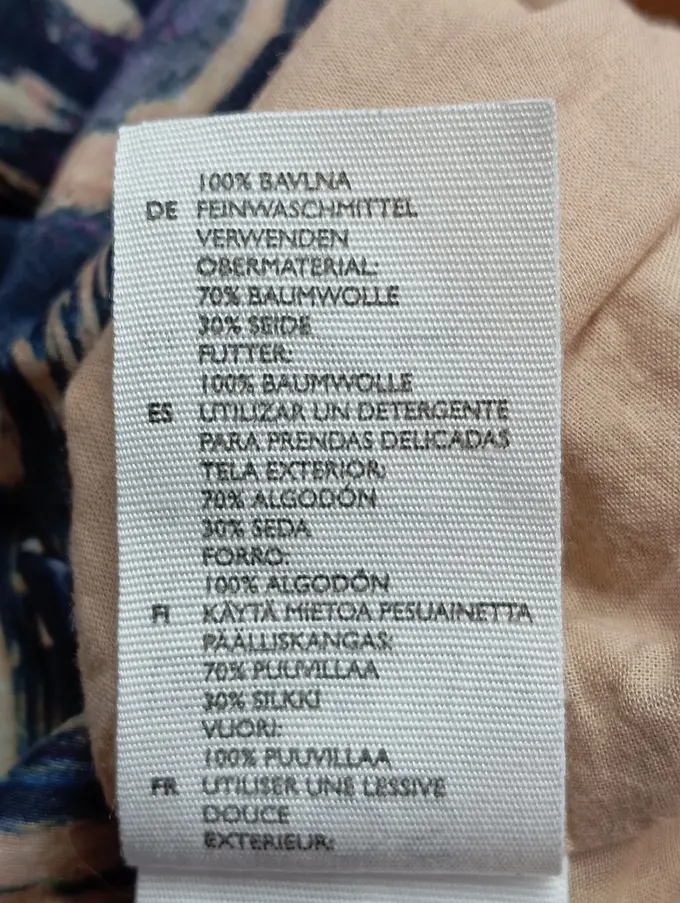 100% BAVLNA
DE FEINWASCHMITTEL
VERWENDEN
OBERMATERIAL:
70% BAUMWOLLE
30% SEIDE
FUTTER:
100% BAUMWOLLE
ES UTILIZAR UN DETERGENTE
PARA PRENDAS DELICADAS
TELA EXTERIOR:
70% ALGODÓN
30% SEDA
FORRO:
100% ALGODÓN
FI KÄYTÄ MIETOA PESUAINETTA
PÄÄLLISKANGAS:
70% PUUVILLAA
30% SILKKI
VUORI:
100% PUUVILLAA
FR UTILISER UNE LESSIVE
DOUCE
EXTERIEUR: